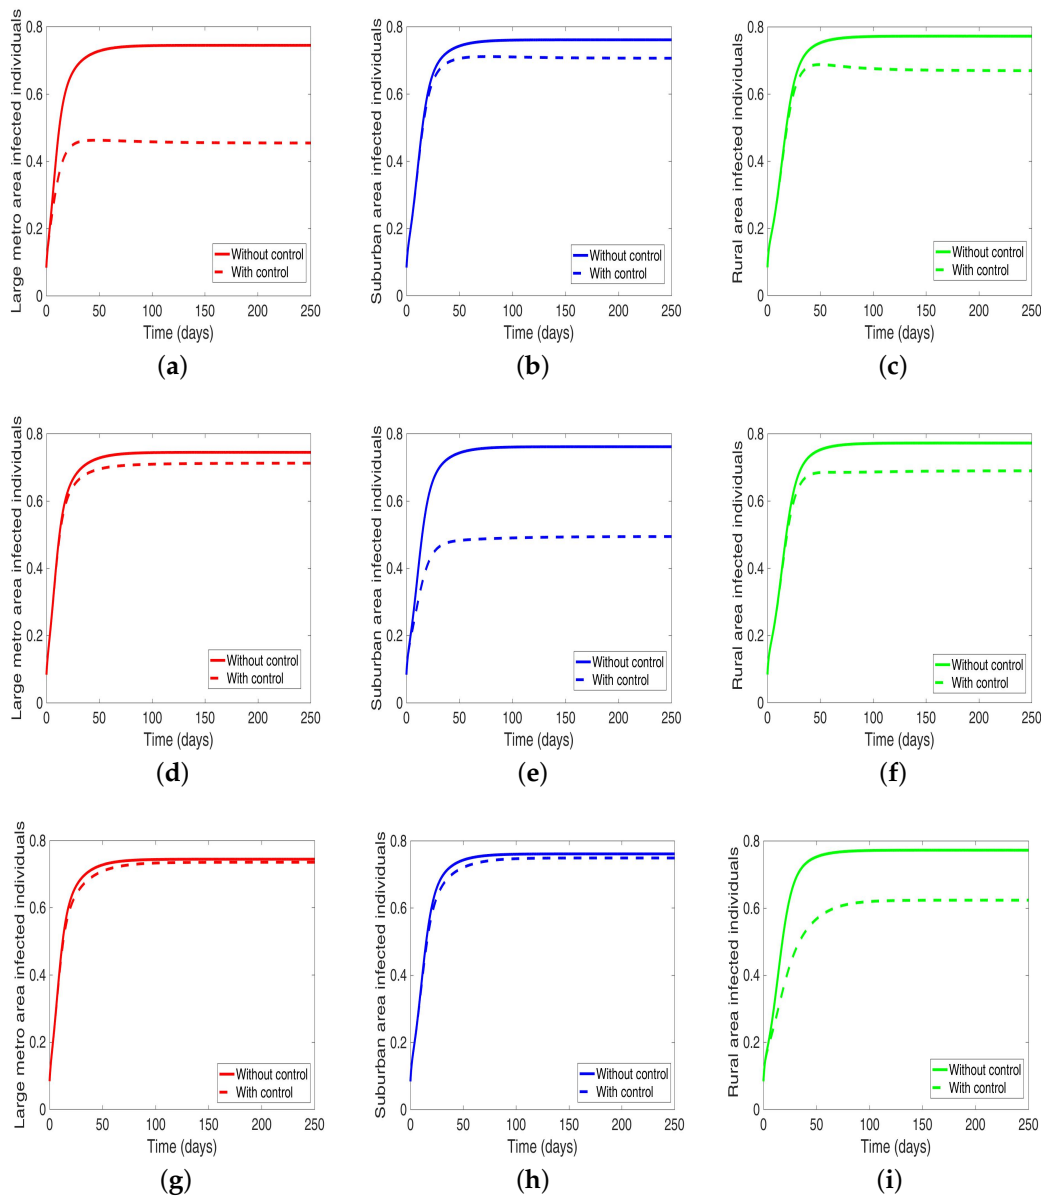 Large metro area infected individuals
0.8
0.6
0.4
0.2
0
0 50 100 150 200 250
Time (days)
Without control
With control
(a)
Suburban area infected individuals
0.8
0.6
0.4
0.2
0
0 50 100 150 200 250
Time (days)
Without control
With control
(b)
Rural area infected individuals
0.8
0.6
0.4
0.2
0
0 50 100 150 200 250
Time (days)
Without control
With control
(c)
Large metro area infected individuals
0.8
0.6
0.4
0.2
0
0 50 100 150 200 250
Time (days)
Without control
With control
(d)
Suburban area infected individuals
0.8
0.6
0.4
0.2
0
0 50 100 150 200 250
Time (days)
Without control
With control
(e)
Rural area infected individuals
0.8
0.6
0.4
0.2
0
0 50 100 150 200 250
Time (days)
Without control
With control
(f)
Large metro area infected individuals
0.8
0.6
0.4
0.2
0
0 50 100 150 200 250
Time (days)
Without control
With control
(g)
Suburban area infected individuals
0.8
0.6
0.4
0.2
0
0 50 100 150 200 250
Time (days)
Without control
With control
(h)
Rural area infected individuals
0.8
0.6
0.4
0.2
0
0 50 100 150 200 250
Time (days)
Without control
With control
(i)